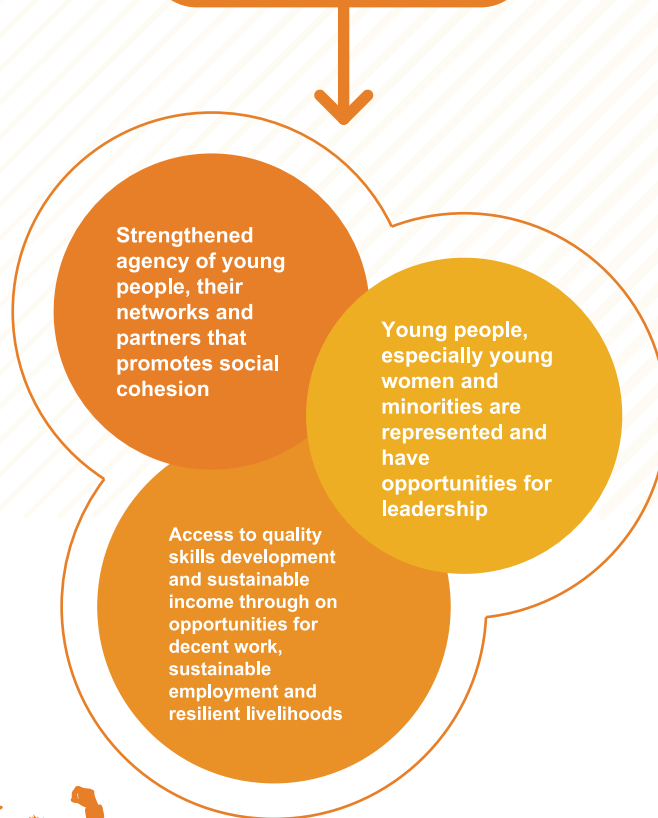 Strengthened
agency of young
people, their
networks and
partners that
promotes social
cohesion
Young people,
especially young
women and
minorities are
represented and
have
opportunities for
leadership
Access to quality
skills development
and sustainable
income through on
opportunities for
decent work,
sustainable
employment and
resilient livelihoods